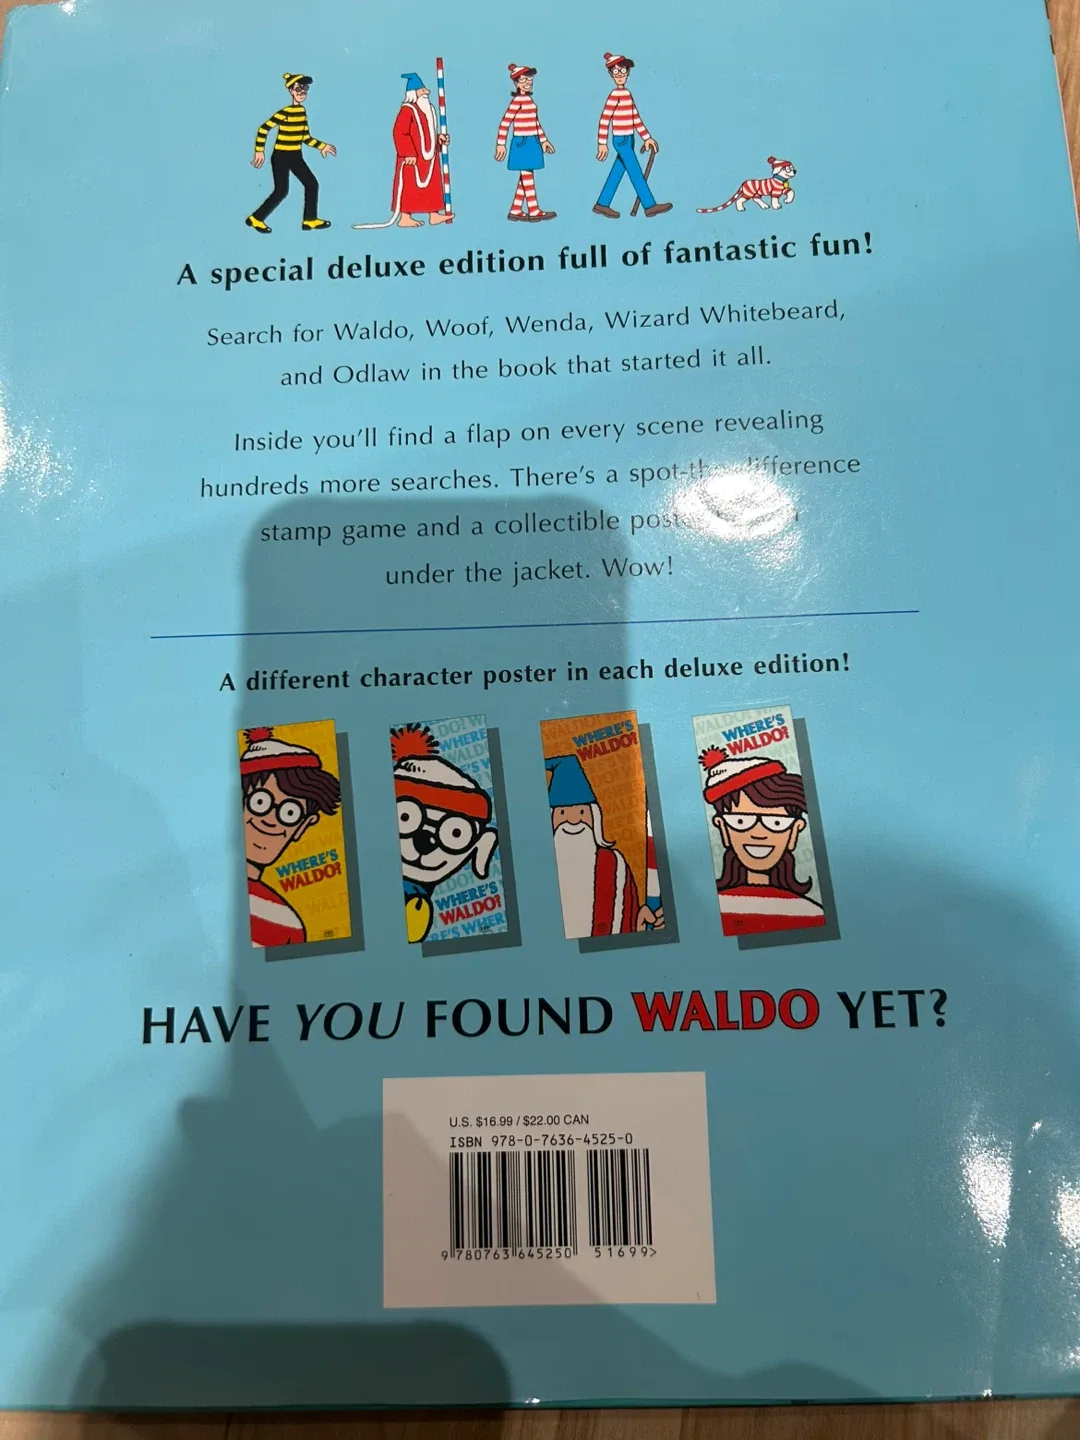 A special deluxe edition full of fantastic fun!
Search for Waldo, Woof, Wenda, Wizard Whitebeard,
and Odlaw in the book that started it all.
Inside you'll find a flap on every scene revealing
hundreds more searches. There's a spot-the-difference
stamp game and a collectible
under the jacket. Wow!
A different character poster in each deluxe edition!
WHERE'S
WALDO?
WHERE'S
WALDO?
WHERE'S
WALDO?
WHERE'S
WALDO?
HAVE YOU FOUND WALDO YET?
U.S. $16.99 / $22.00 CAN
ISBN 978-0-7636-4525-0
9 780763 645250 51699>